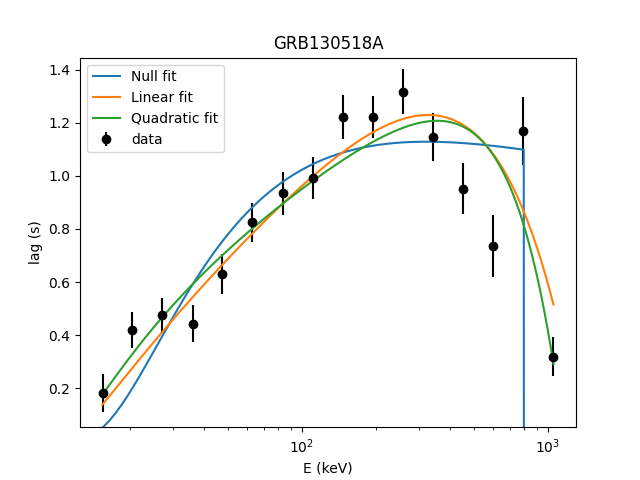 GRB130518A
Null fit
Linear fit
Quadratic fit
data
lag (s)
1.4
1.2
1.0
0.8
0.6
0.4
0.2
10²
10³
E (keV)